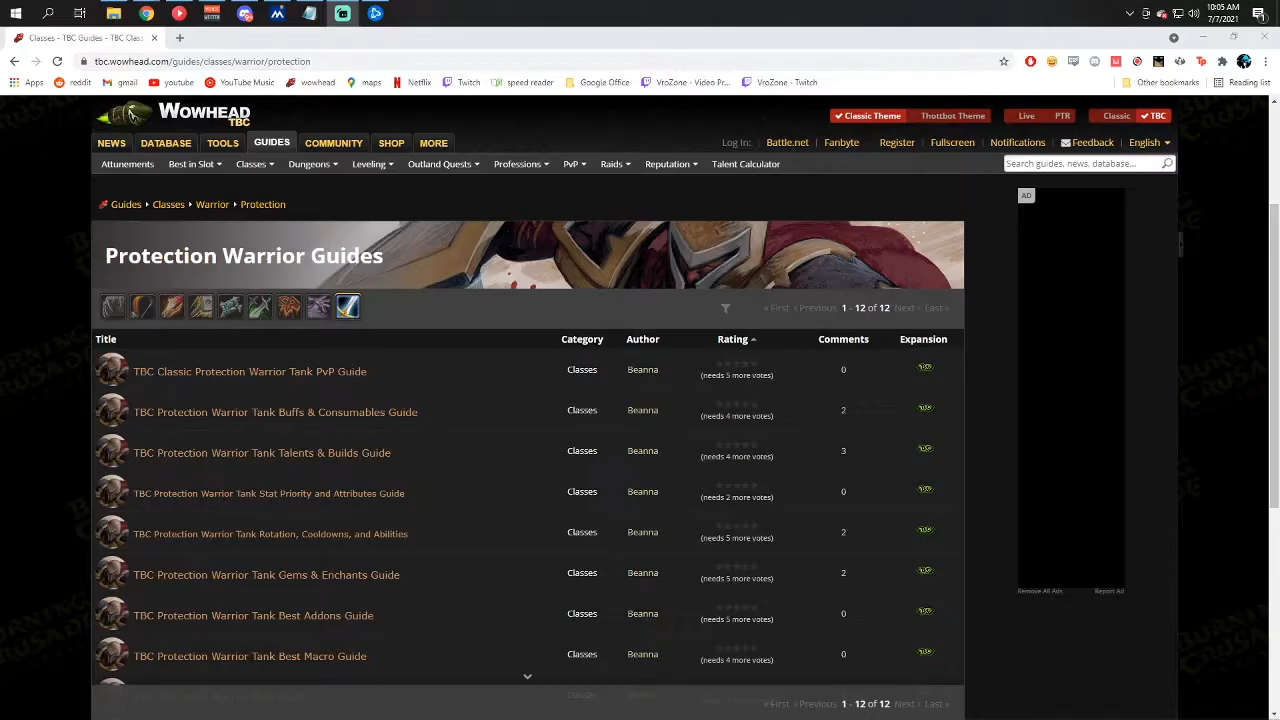 10:05 AM
7/7/2021
Classes - TBC Guides - TBC Class
tbc.wowhead.com/guides/classes/warrior/protection
Apps reddit gmail youtube YouTube Music wowhead maps Netflix Twitch need reader Google Office VroZone - Video Pr... VroZone - Twitch Other bookmarks Reading list
WOWHEAD
TBC
Classic Theme Thottbot Theme Live PTR Classic TBC
NEWS DATABASE TOOLS GUIDES COMMUNITY SHOP MORE
Log In: Battle.net Fanbyte Register Fullscreen Notifications Feedback English
Attunements Best in Slot Classes Dungeons Leveling Outland Quests Professions PvP Raids Reputation Talent Calculator
Search guides, news, database...
AD
Guides Classes Warrior Protection
Protection Warrior Guides
« First ‹ Previous 1 - 12 of 12 Next › Last »
Title Category Author Rating Comments Expansion
TBC Classic Protection Warrior Tank PvP Guide Classes Beanna (needs 5 more votes) 0
TBC Protection Warrior Tank Buffs & Consumables Guide Classes Beanna (needs 4 more votes) 2
TBC Protection Warrior Tank Talents & Builds Guide Classes Beanna (needs 4 more votes) 3
TBC Protection Warrior Tank Stat Priority and Attributes Guide Classes Beanna (needs 2 more votes) 0
TBC Protection Warrior Tank Rotation, Cooldowns, and Abilities Classes Beanna (needs 5 more votes) 2
TBC Protection Warrior Tank Gems & Enchants Guide Classes Beanna (needs 5 more votes) 2
Remove All Ads Report Ad
TBC Protection Warrior Tank Best Addons Guide Classes Beanna (needs 5 more votes) 0
TBC Protection Warrior Tank Best Macro Guide Classes Beanna (needs 4 more votes) 0
« First ‹ Previous 1 - 12 of 12 Next › Last »